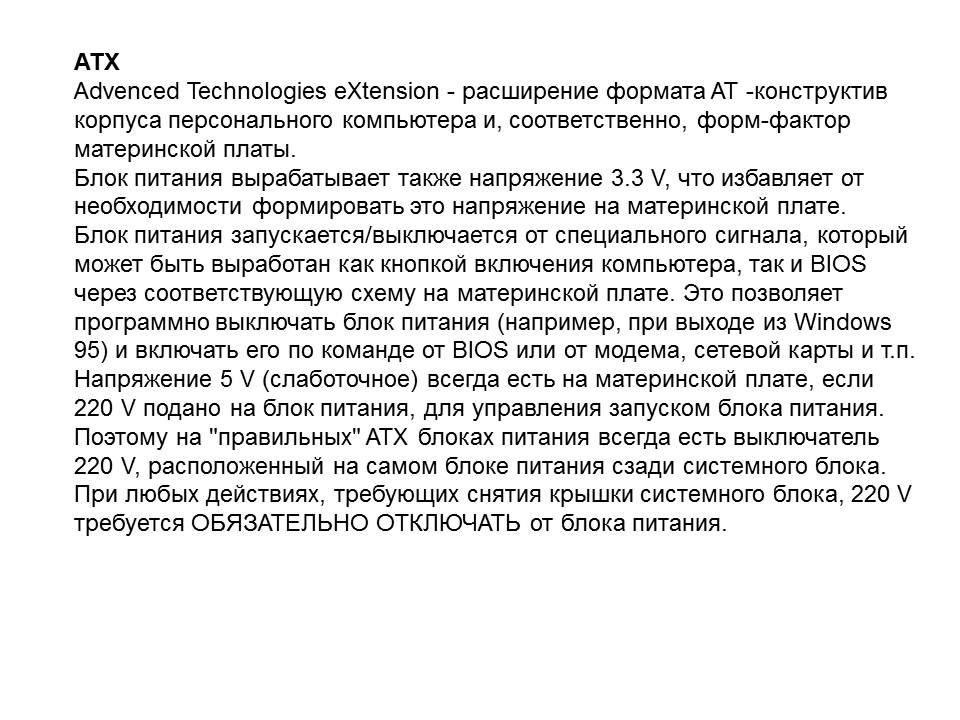 ATX
Advenced Technologies eXtension - расширение формата AT -конструктив
корпуса персонального компьютера и, соответственно, форм-фактор
материнской платы.
Блок питания вырабатывает также напряжение 3.3 V, что избавляет от
необходимости формировать это напряжение на материнской плате.
Блок питания запускается/выключается от специального сигнала, который
может быть выработан как кнопкой включения компьютера, так и BIOS
через соответствующую схему на материнской плате. Это позволяет
программно выключать блок питания (например, при выходе из Windows
95) и включать его по команде от BIOS или от модема, сетевой карты и т.п.
Напряжение 5 V (слаботочное) всегда есть на материнской плате, если
220 V подано на блок питания, для управления запуском блока питания.
Поэтому на "правильных" ATX блоках питания всегда есть выключатель
220 V, расположенный на самом блоке питания сзади системного блока.
При любых действиях, требующих снятия крышки системного блока, 220 V
требуется ОБЯЗАТЕЛЬНО ОТКЛЮЧАТЬ от блока питания.